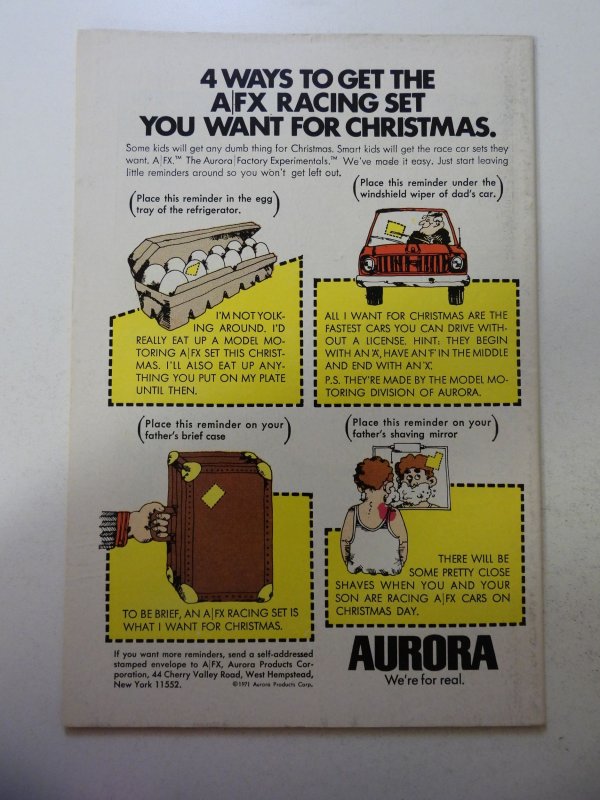 4 WAYS TO GET THE
A|FX RACING SET
YOU WANT FOR CHRISTMAS.
Some kids will get any dumb thing for Christmas. Smart kids will get the race car sets they
want. A|FX.™ The Aurora|Factory Experimentals.™ We've made it easy. Just start leaving
little reminders around so you won't get left out.
(Place this reminder in the egg
tray of the refrigerator.)
I'M NOT YOLK-
ING AROUND. I'D
REALLY EAT UP A MODEL MO-
TORING A|FX SET THIS CHRIST-
MAS. I'LL ALSO EAT UP ANY-
THING YOU PUT ON MY PLATE
UNTIL THEN.
(Place this reminder under the
windshield wiper of dad's car.)
ALL I WANT FOR CHRISTMAS ARE THE
FASTEST CARS YOU CAN DRIVE WITH-
OUT A LICENSE. HINT: THEY BEGIN
WITH AN 'A', HAVE AN 'F' IN THE MIDDLE
AND END WITH AN 'X'.
P.S. THEY'RE MADE BY THE MODEL MO-
TORING DIVISION OF AURORA.
(Place this reminder on your
father's brief case)
TO BE BRIEF, AN A|FX RACING SET IS
WHAT I WANT FOR CHRISTMAS.
(Place this reminder on your
father's shaving mirror)
THERE WILL BE
SOME PRETTY CLOSE
SHAVES WHEN YOU AND YOUR
SON ARE RACING A|FX CARS ON
CHRISTMAS DAY.
If you want more reminders, send a self-addressed
stamped envelope to A|FX, Aurora Products Cor-
poration, 44 Cherry Valley Road, West Hempstead,
New York 11552.
©1971 Aurora Products Corp.
AURORA
We're for real.